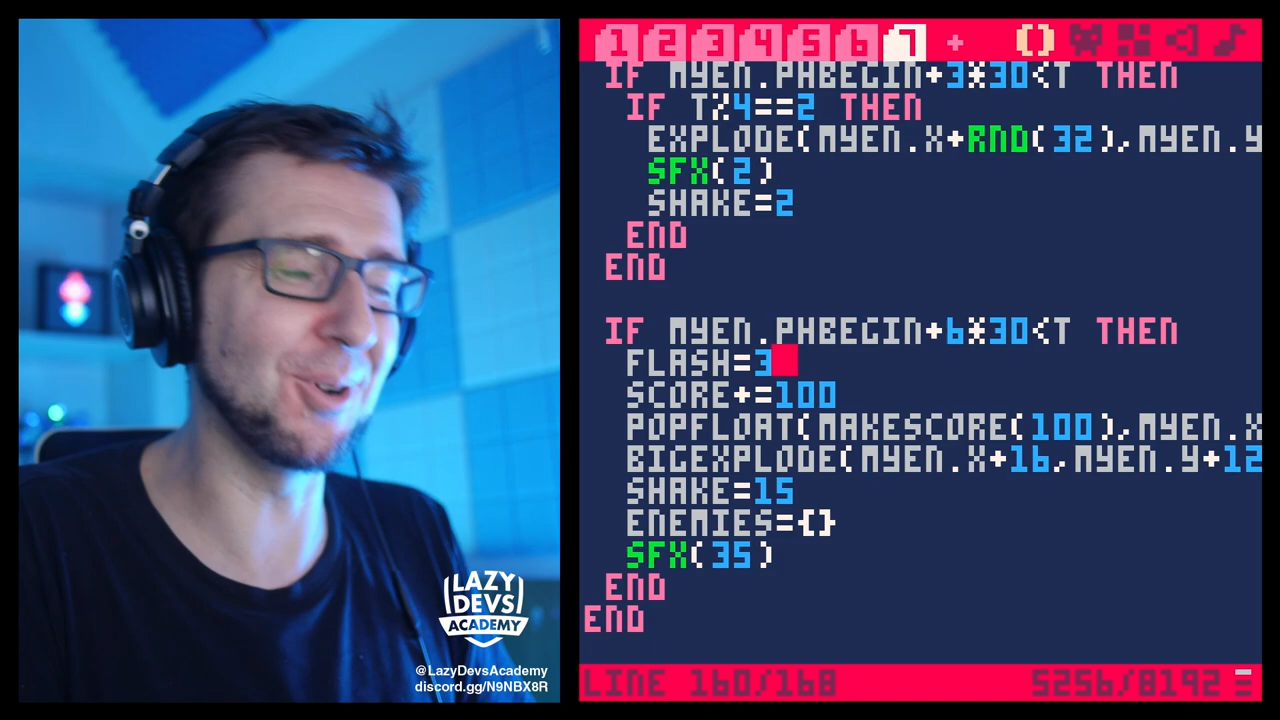 1 2 3 4 5 6 7 + ()
IF MYEN.PHBEGIN+3*30<T THEN
IF T%4==2 THEN
EXPLODE(MYEN.X+RND(32),MYEN.Y
SFX(2)
SHAKE=2
END
END
IF MYEN.PHBEGIN+6*30<T THEN
FLASH=3
SCORE+=100
POPFLOAT(MAKESCORE(100),MYEN.X
BIGEXPLODE(MYEN.X+16,MYEN.Y+12
SHAKE=15
ENEMIES={}
SFX(35)
END
END
LINE 160/168 5256/8192
LAZY
DEVS
ACADEMY
@LazyDevsAcademy
discord.gg/N9NBX8R